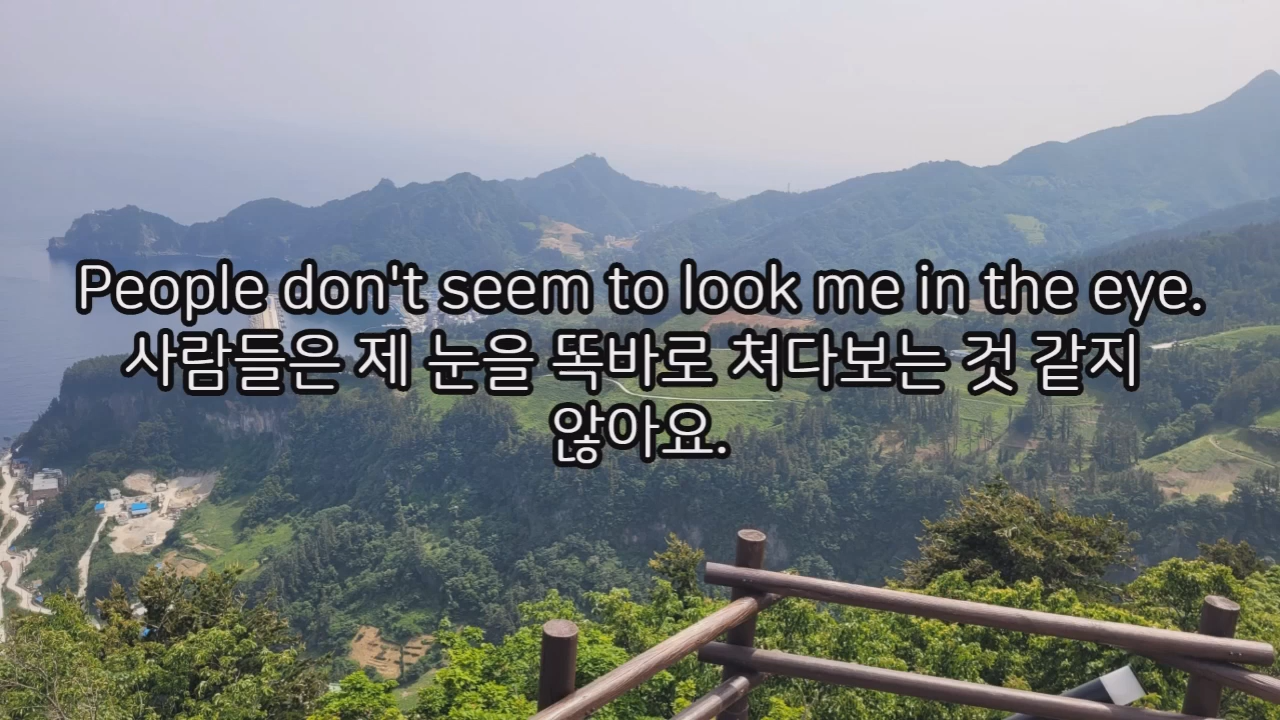 People don't seem to look me in the eye.
사람들은 제 눈을 똑바로 쳐다보는 것 같지
않아요.